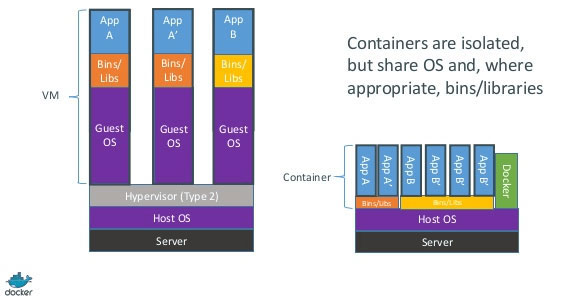 App
A
App
A'
App
B
Bins/
Libs
Bins/
Libs
Bins/
Libs
VM
Guest
OS
Guest
OS
Guest
OS
Hypervisor (Type 2)
Host OS
Server
Containers are isolated,
but share OS and, where
appropriate, bins/libraries
Container
App A
App A'
App B
App B'
App B'
App B'
Docker
Bins/Libs
Bins/Libs
Host OS
Server
docker